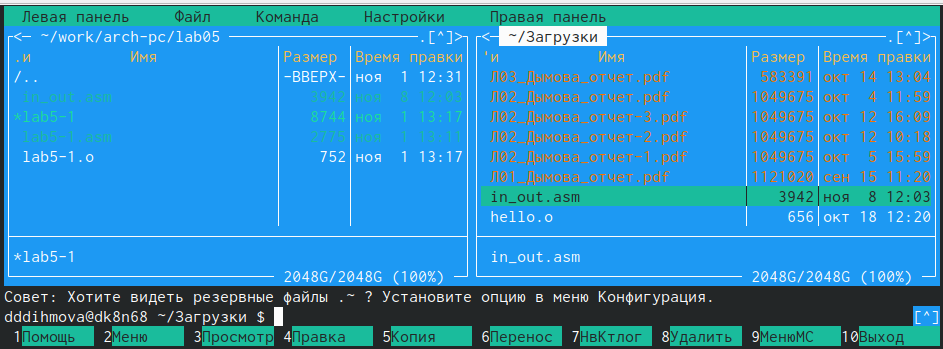 Левая панель Файл Команда Настройки Правая панель
<─ ~/work/arch-pc/lab05 ─.[^]> <─ ~/Загрузки ─.[^]>
.и Имя Размер Время правки 'и Имя Размер Время правки
/.. -ВВЕРХ- ноя 1 12:31 Л03_Дымова_отчет.pdf 583391 окт 14 13:04
in_out.asm 3942 ноя 8 12:03 Л02_Дымова_отчет.pdf 1049675 окт 4 11:59
*lab5-1 8744 ноя 1 13:17 Л02_Дымова_отчет-3.pdf 1049675 окт 12 16:09
lab5-1.asm 2775 ноя 1 13:11 Л02_Дымова_отчет-2.pdf 1049675 окт 12 10:18
lab5-1.o 752 ноя 1 13:17 Л02_Дымова_отчет-1.pdf 1049675 окт 5 15:59
Л01_Дымова_отчет.pdf 1121020 сен 15 11:20
in_out.asm 3942 ноя 8 12:03
hello.o 656 окт 18 12:20
*lab5-1 in_out.asm
2048G/2048G (100%) 2048G/2048G (100%)
Совет: Хотите видеть резервные файлы .~ ? Установите опцию в меню Конфигурация.
dddihmova@dk8n68 ~/Загрузки $ [^]
1Помощь 2Меню 3Просмотр 4Правка 5Копия 6Перенос 7НвКтлог 8Удалить 9МенюМС 10Выход